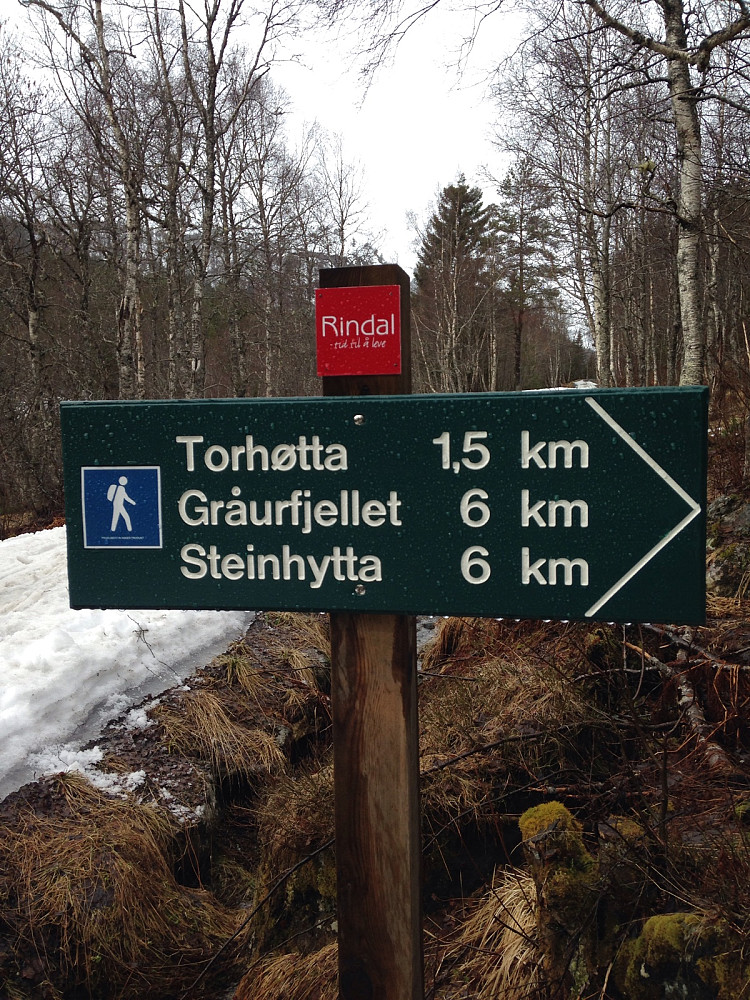 Rindal
- tid til å leve
Torhøtta 1,5 km
Gråurfjellet 6 km
Steinhytta 6 km